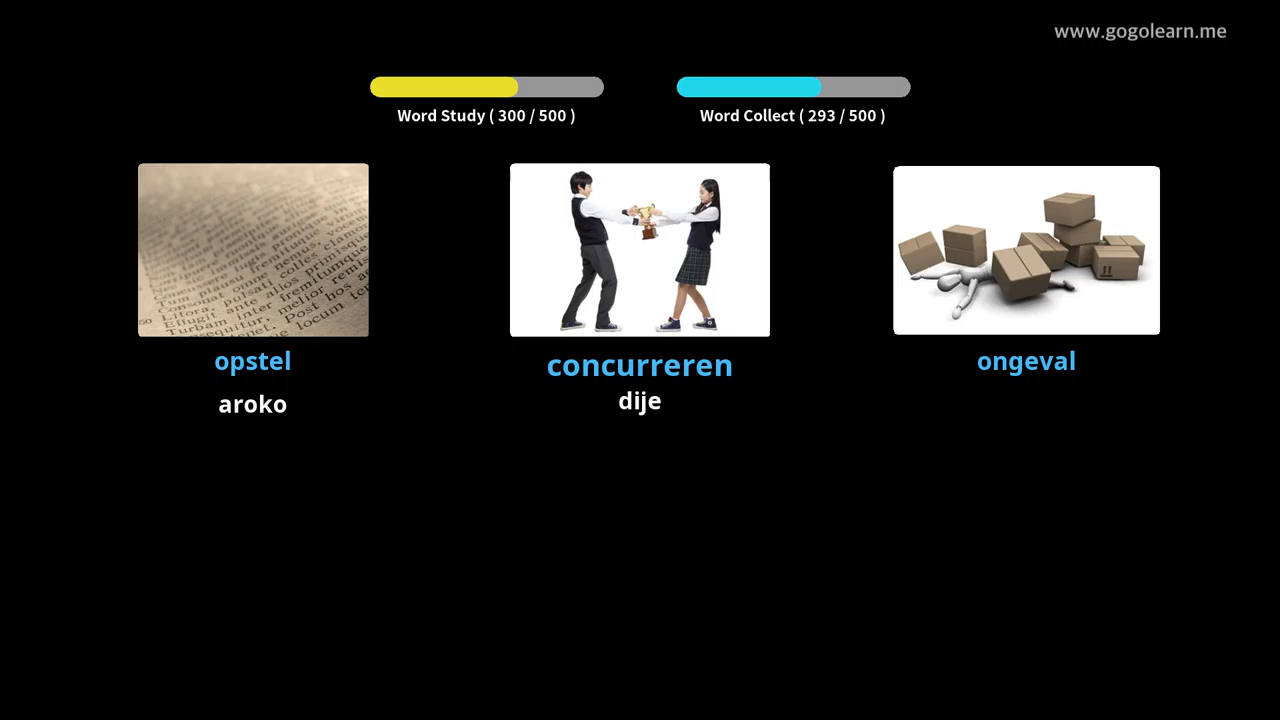 www.gogolearn.me
Word Study ( 300 / 500 )
Word Collect ( 293 / 500 )
opstel
concurreren
ongeval
aroko
dije